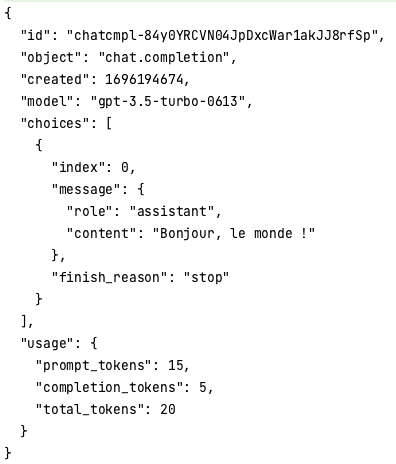 {
  "id": "chatcmpl-84y0YRCVN04JpDxcWar1akJJ8rfSp",
  "object": "chat.completion",
  "created": 1696194674,
  "model": "gpt-3.5-turbo-0613",
  "choices": [
    {
      "index": 0,
      "message": {
        "role": "assistant",
        "content": "Bonjour, le monde !"
      },
      "finish_reason": "stop"
    }
  ],
  "usage": {
    "prompt_tokens": 15,
    "completion_tokens": 5,
    "total_tokens": 20
  }
}